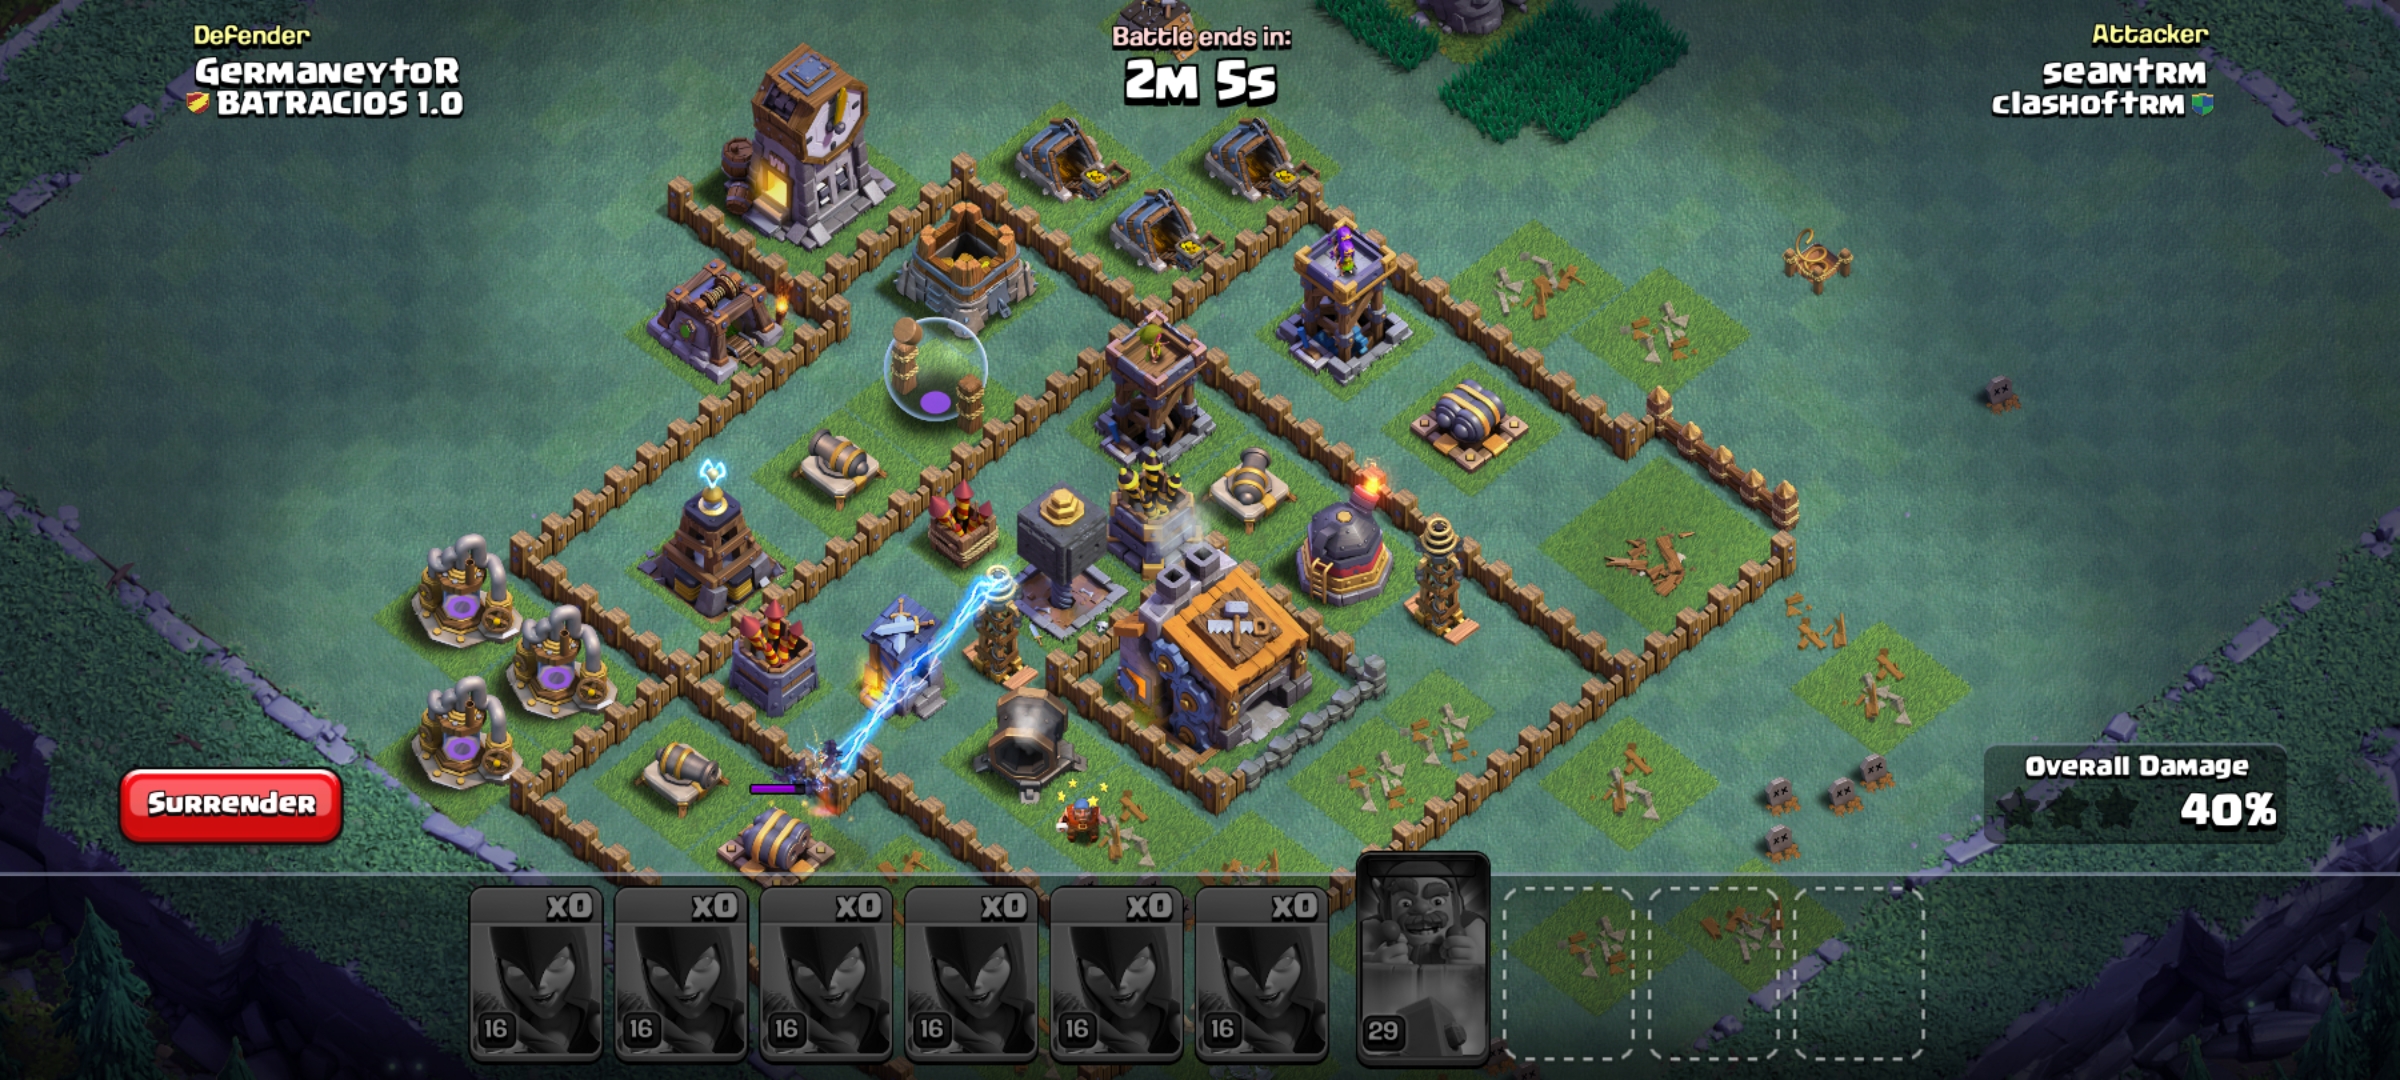 Defender
GERMANEYTOR
BATRACIOS 1.0
Battle ends in:
2M 5s
Attacker
seantrm
clashoftrm
Surrender
Overall Damage
40%
x0
x0
x0
x0
x0
x0
16
16
16
16
16
16
29